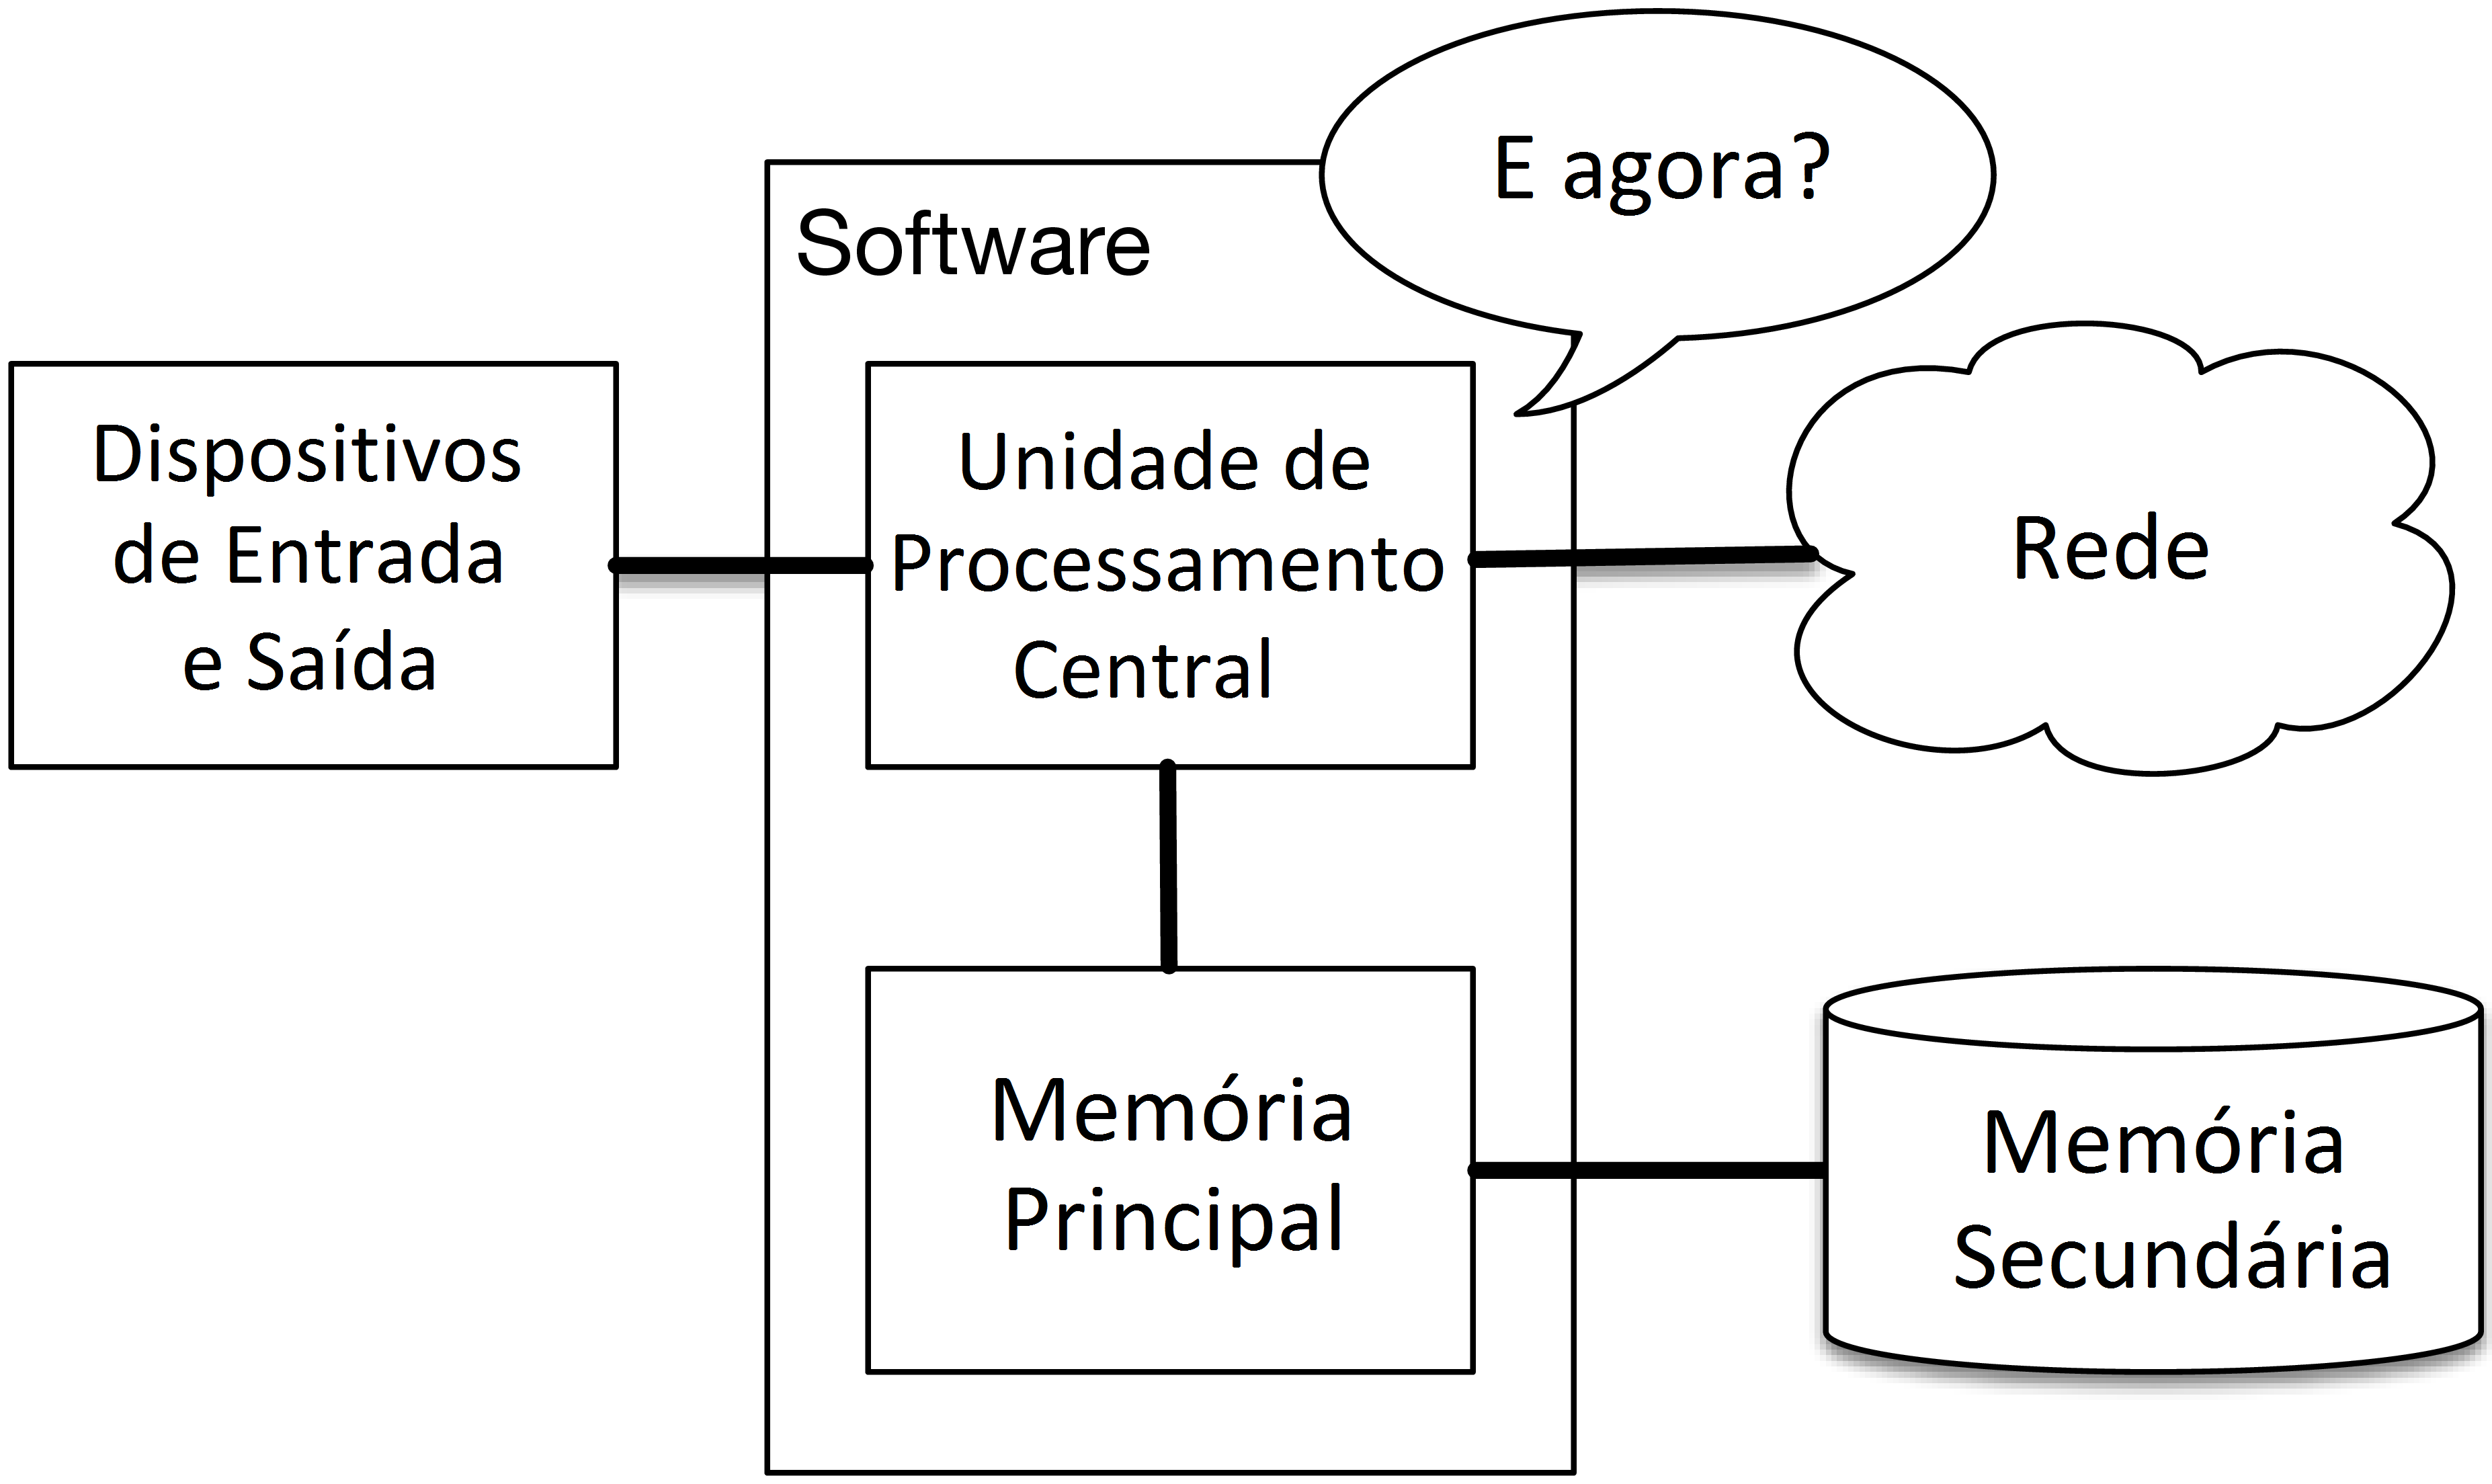 E agora?
Software
Dispositivos
de Entrada
e Saída
Unidade de
Processamento
Central
Rede
Memória
Principal
Memória
Secundária